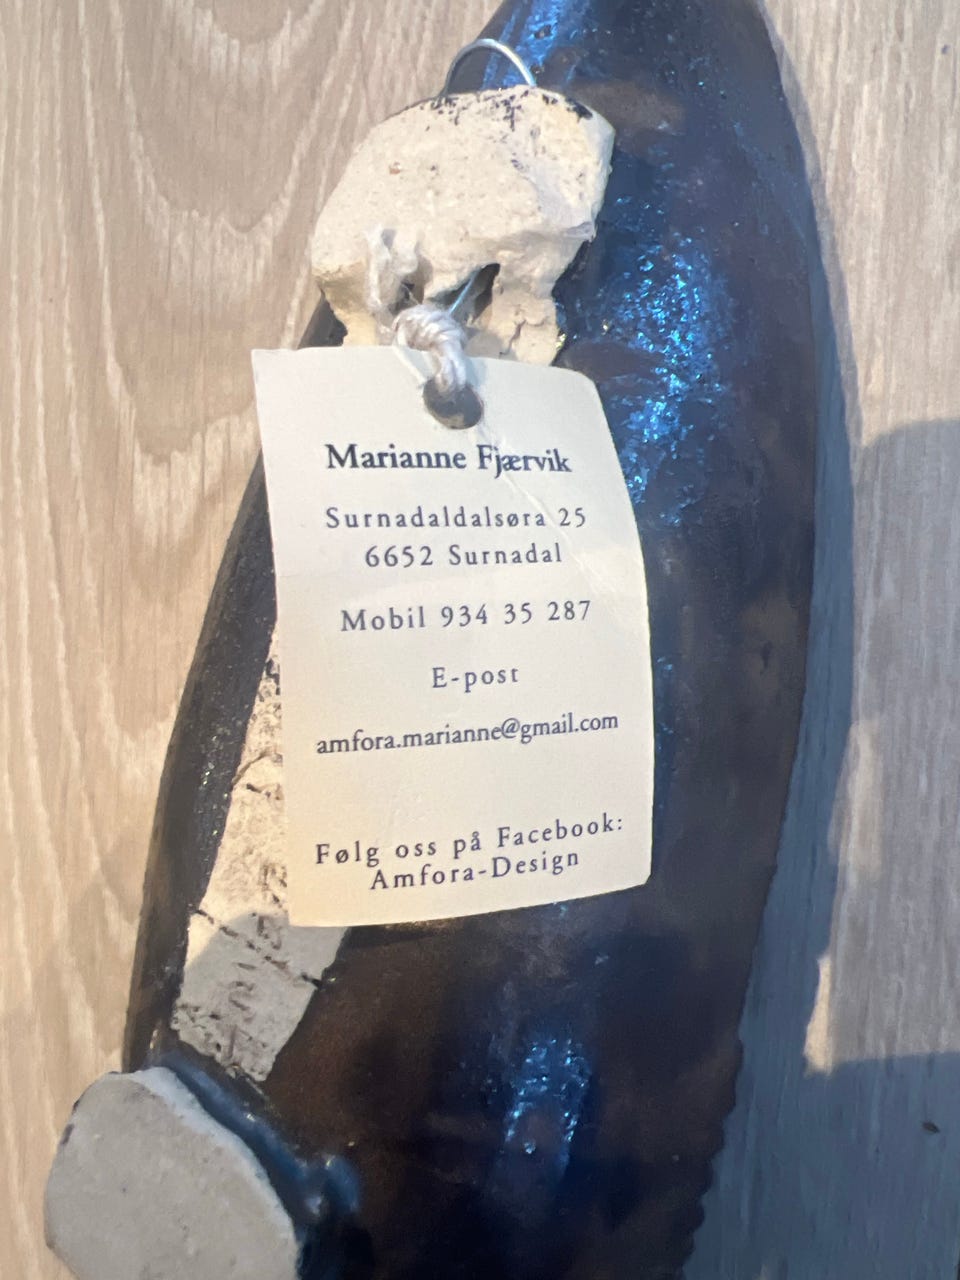 Marianne Fjærvik
Surnadaldalsøra 25
6652 Surnadal
Mobil 934 35 287
E-post
amfora.marianne@gmail.com
Følg oss på Facebook:
Amfora-Design